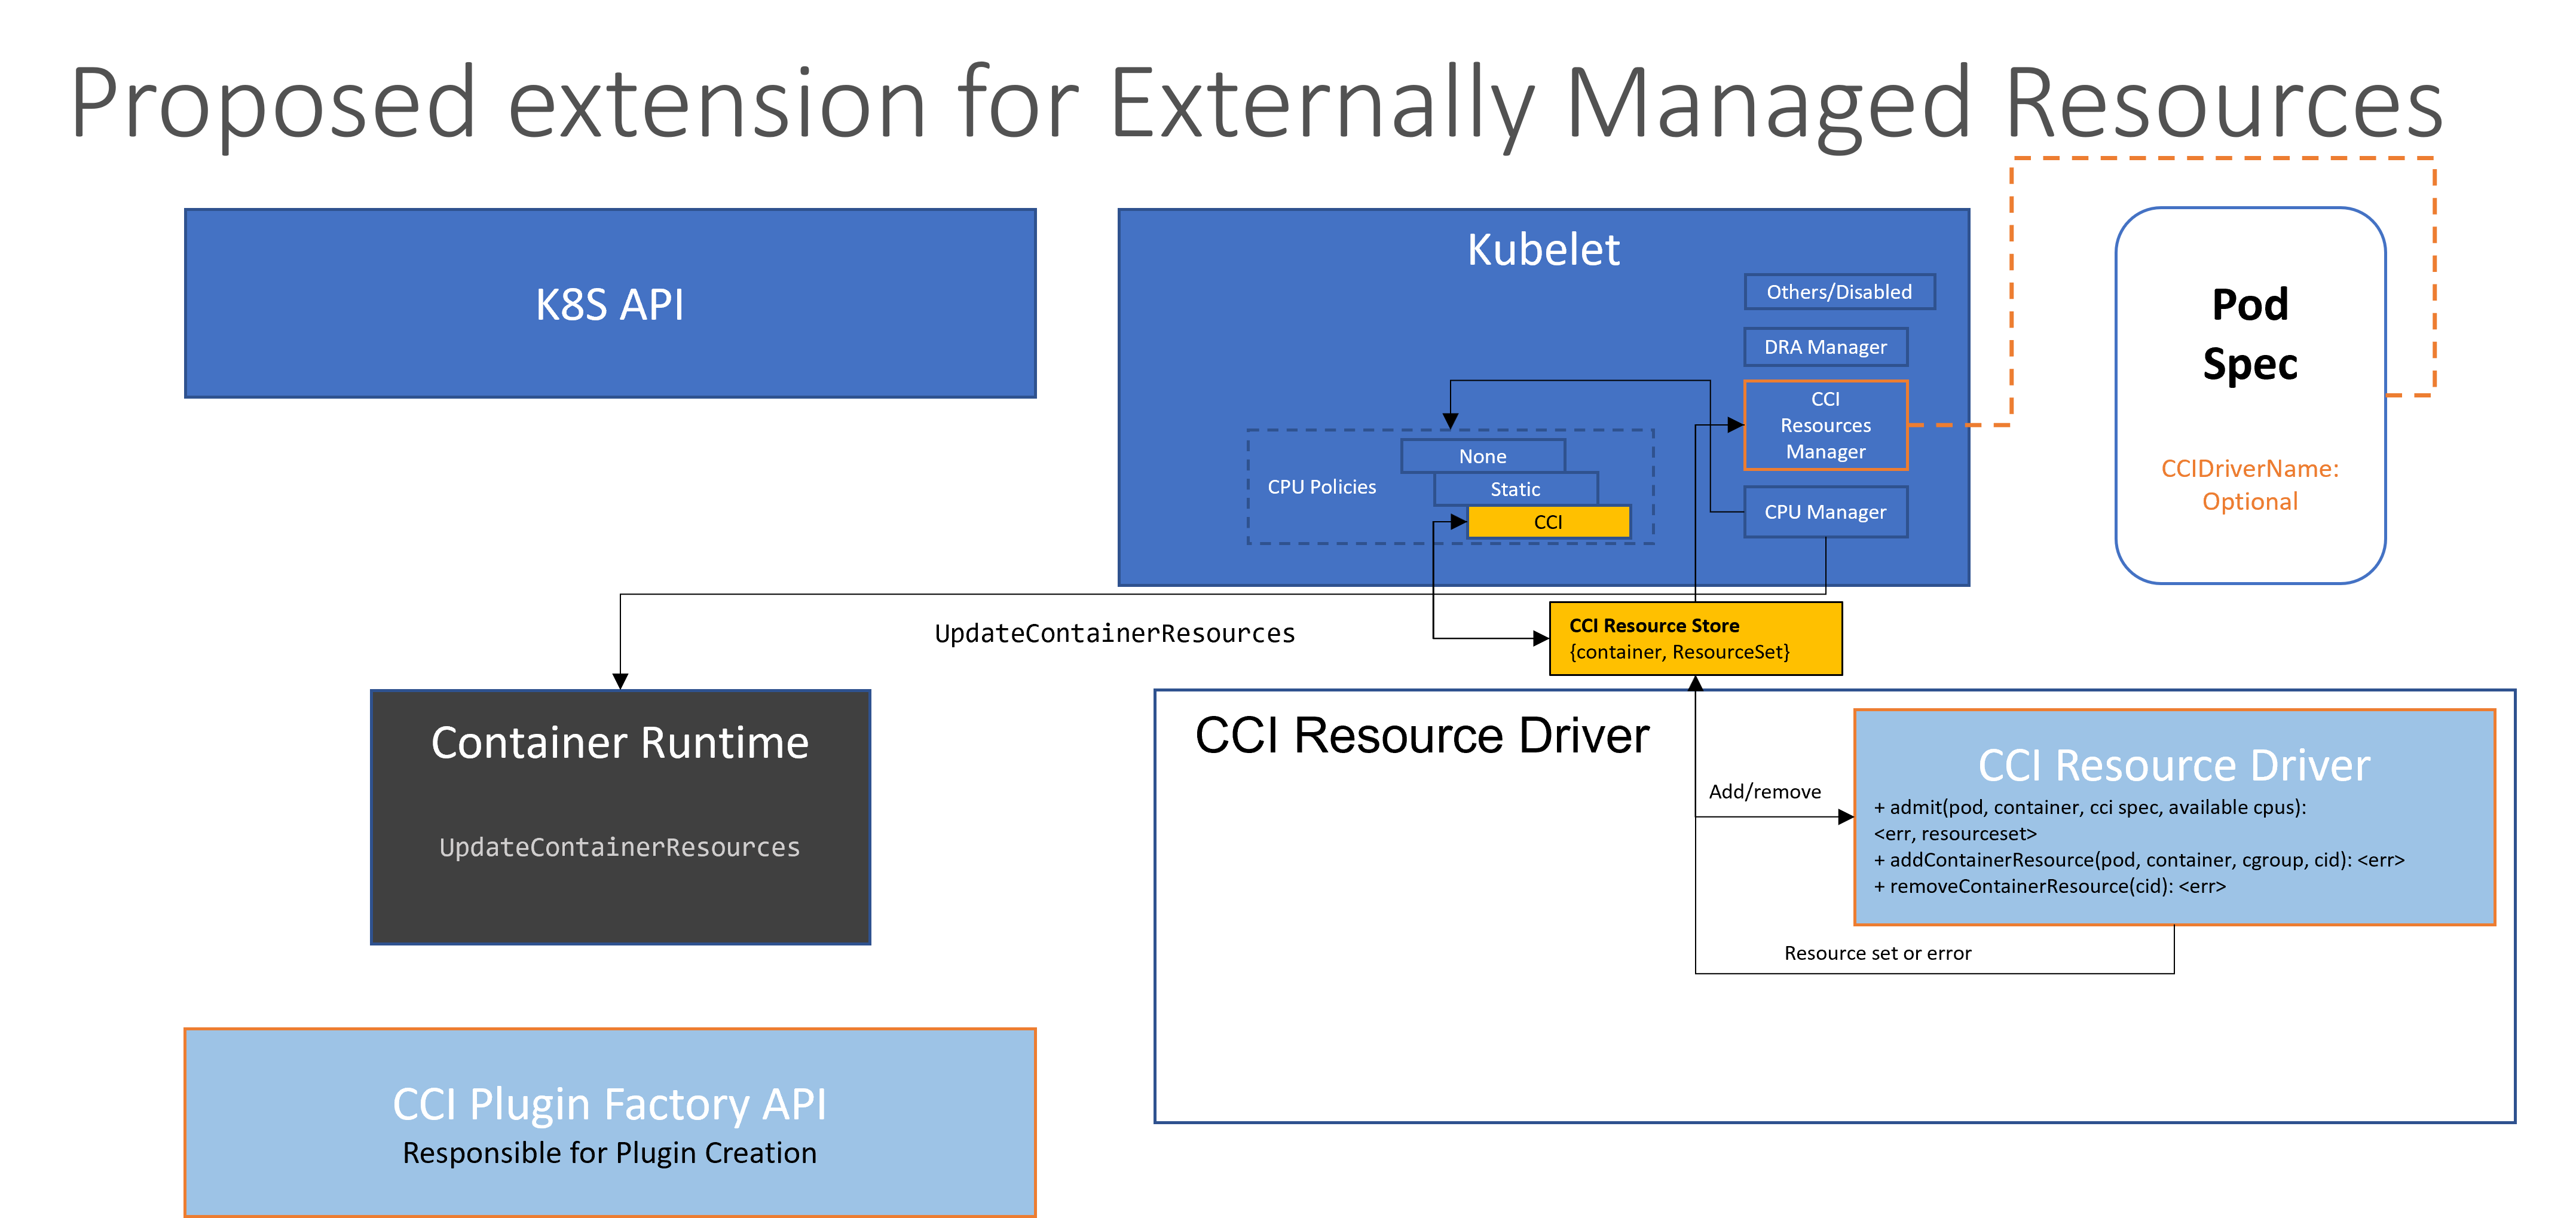 Proposed extension for Externally Managed Resources
K8S API
Kubelet
Others/Disabled
DRA Manager
CCI
Resources
Manager
CPU Manager
CPU Policies
None
Static
CCI
Pod
Spec
CCIDriverName:
Optional
UpdateContainerResources
CCI Resource Store
{container, ResourceSet}
Container Runtime
UpdateContainerResources
CCI Resource Driver
Add/remove
CCI Resource Driver
+ admit(pod, container, cci spec, available cpus):
<err, resourceset>
+ addContainerResource(pod, container, cgroup, cid): <err>
+ removeContainerResource(cid): <err>
Resource set or error
CCI Plugin Factory API
Responsible for Plugin Creation